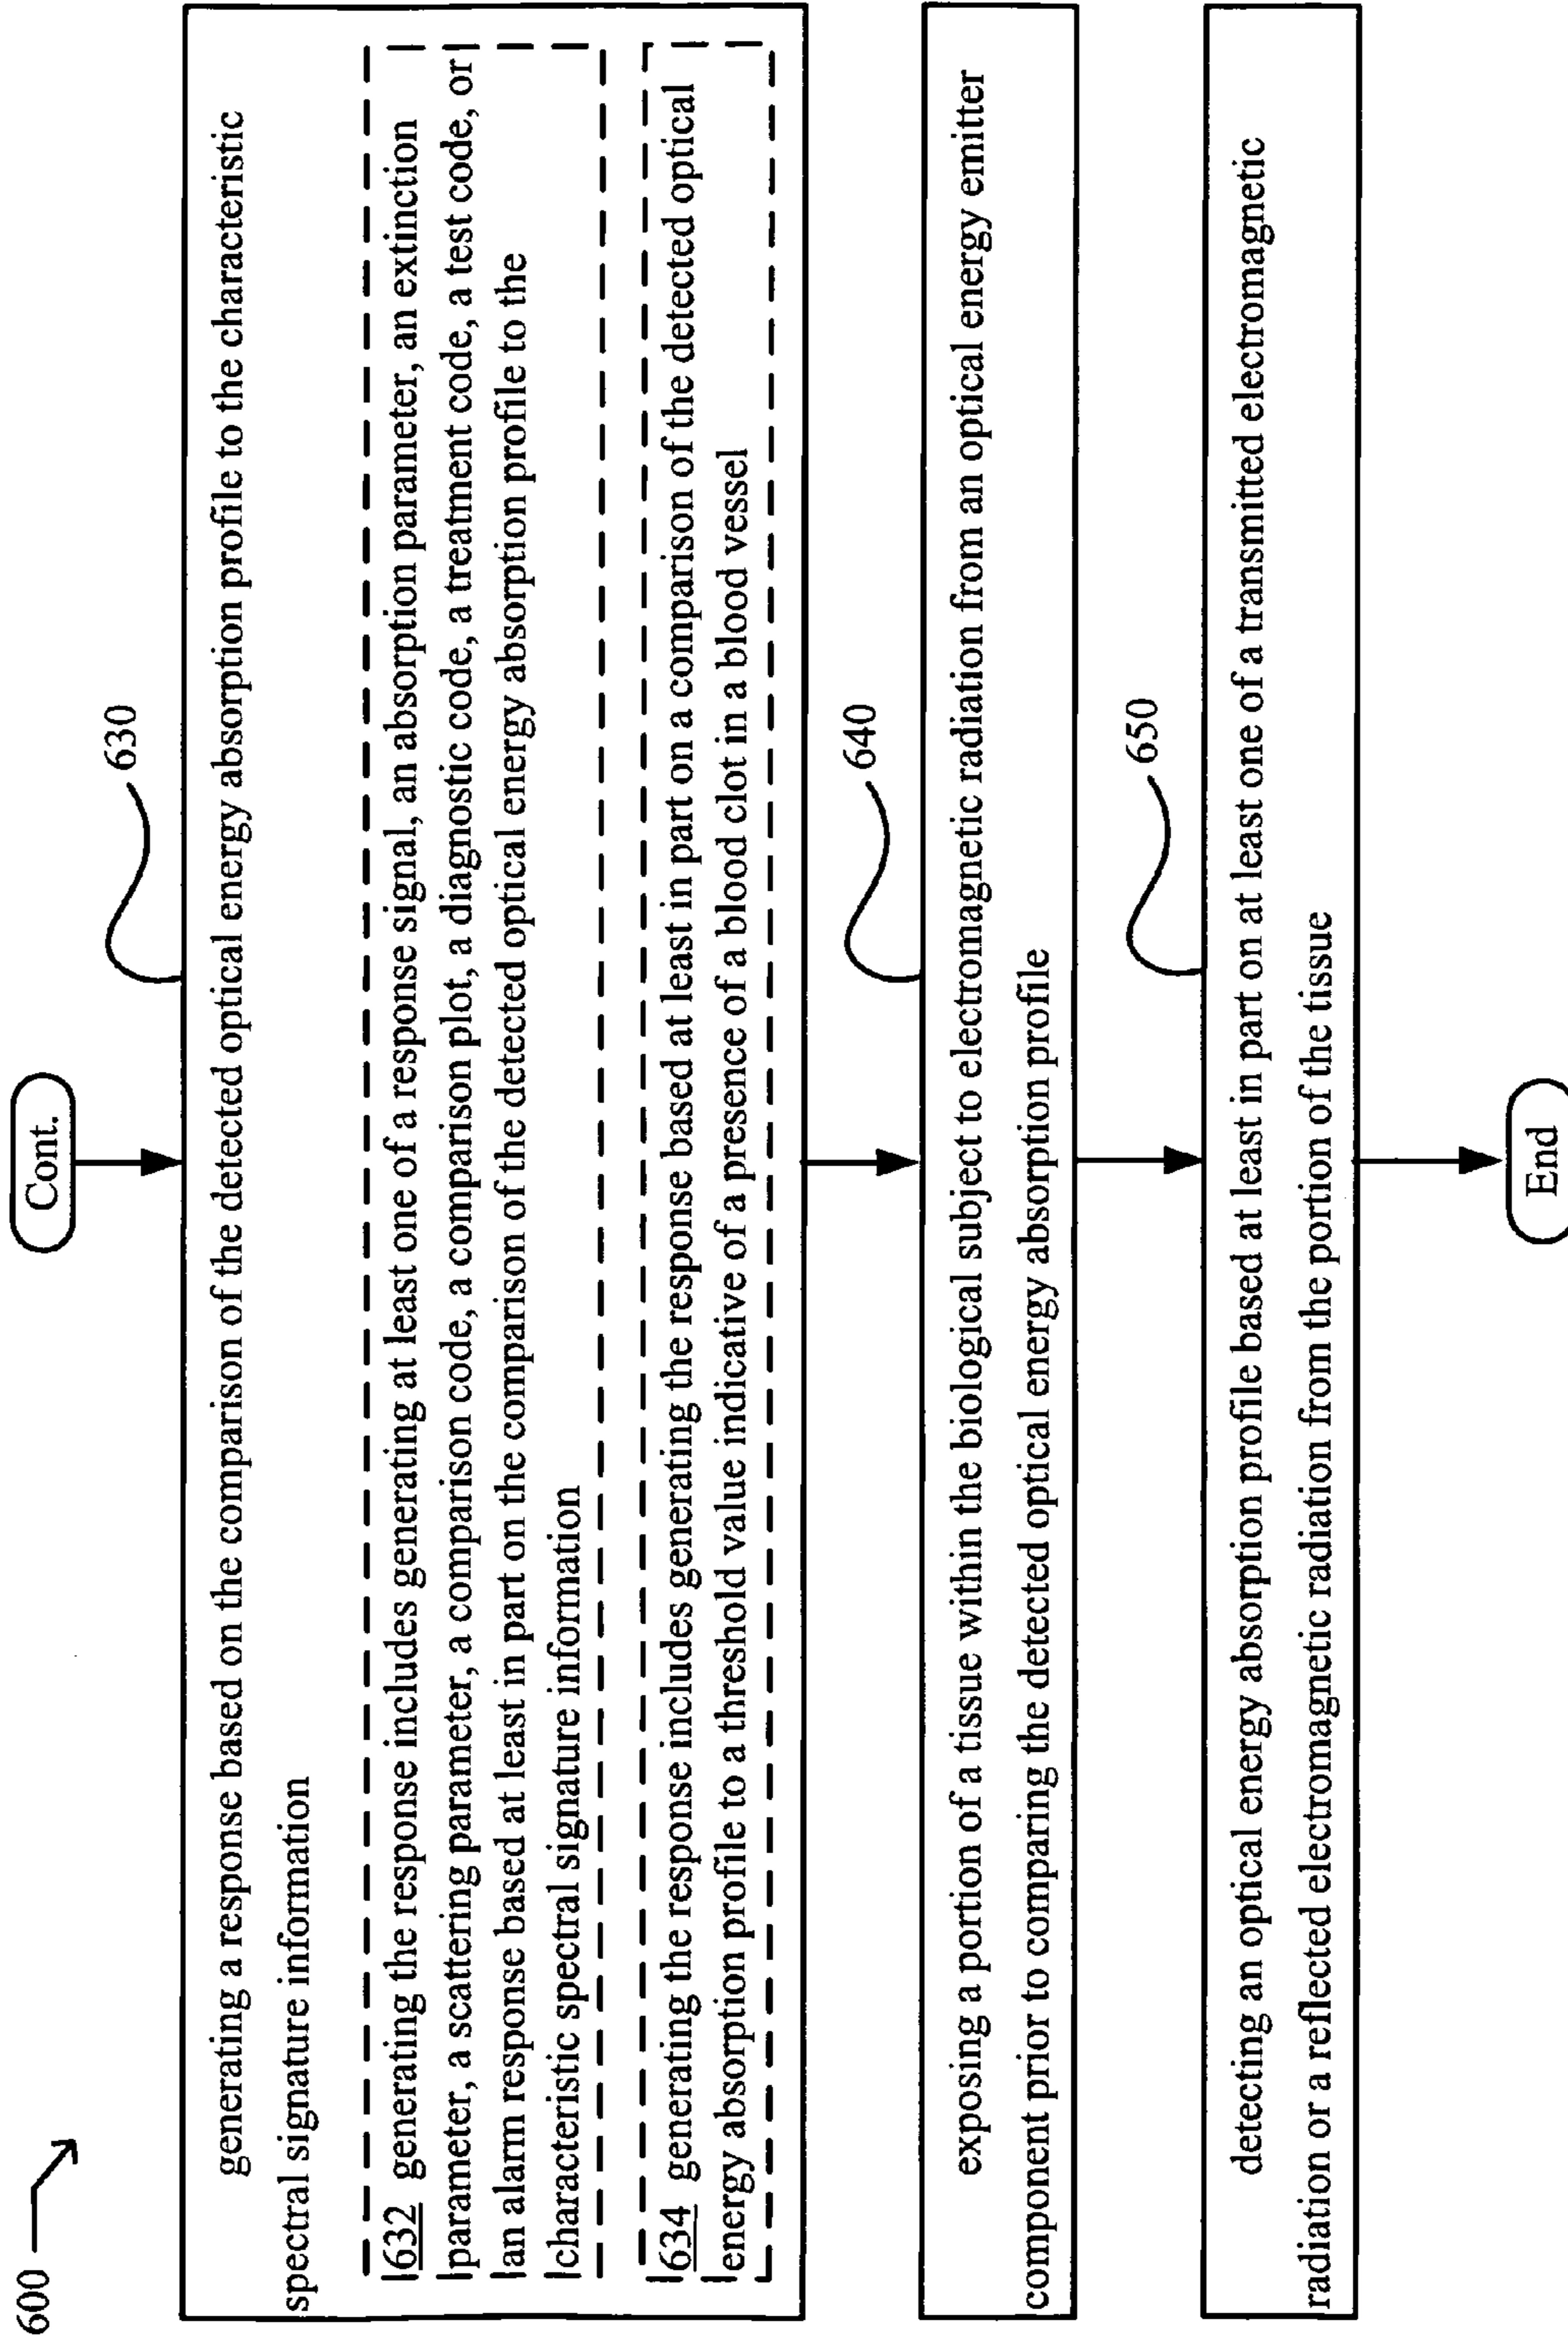 600
Cont.
630
generating a response based on the comparison of the detected optical energy absorption profile to the characteristic
spectral signature information
632 generating the response includes generating at least one of a response signal, an absorption parameter, an extinction
parameter, a scattering parameter, a comparison code, a comparison plot, a diagnostic code, a treatment code, a test code, or
an alarm response based at least in part on the comparison of the detected optical energy absorption profile to the
characteristic spectral signature information
634 generating the response includes generating the response based at least in part on a comparison of the detected optical
energy absorption profile to a threshold value indicative of a presence of a blood clot in a blood vessel
640
exposing a portion of a tissue within the biological subject to electromagnetic radiation from an optical energy emitter
component prior to comparing the detected optical energy absorption profile
650
detecting an optical energy absorption profile based at least in part on at least one of a transmitted electromagnetic
radiation or a reflected electromagnetic radiation from the portion of the tissue
End